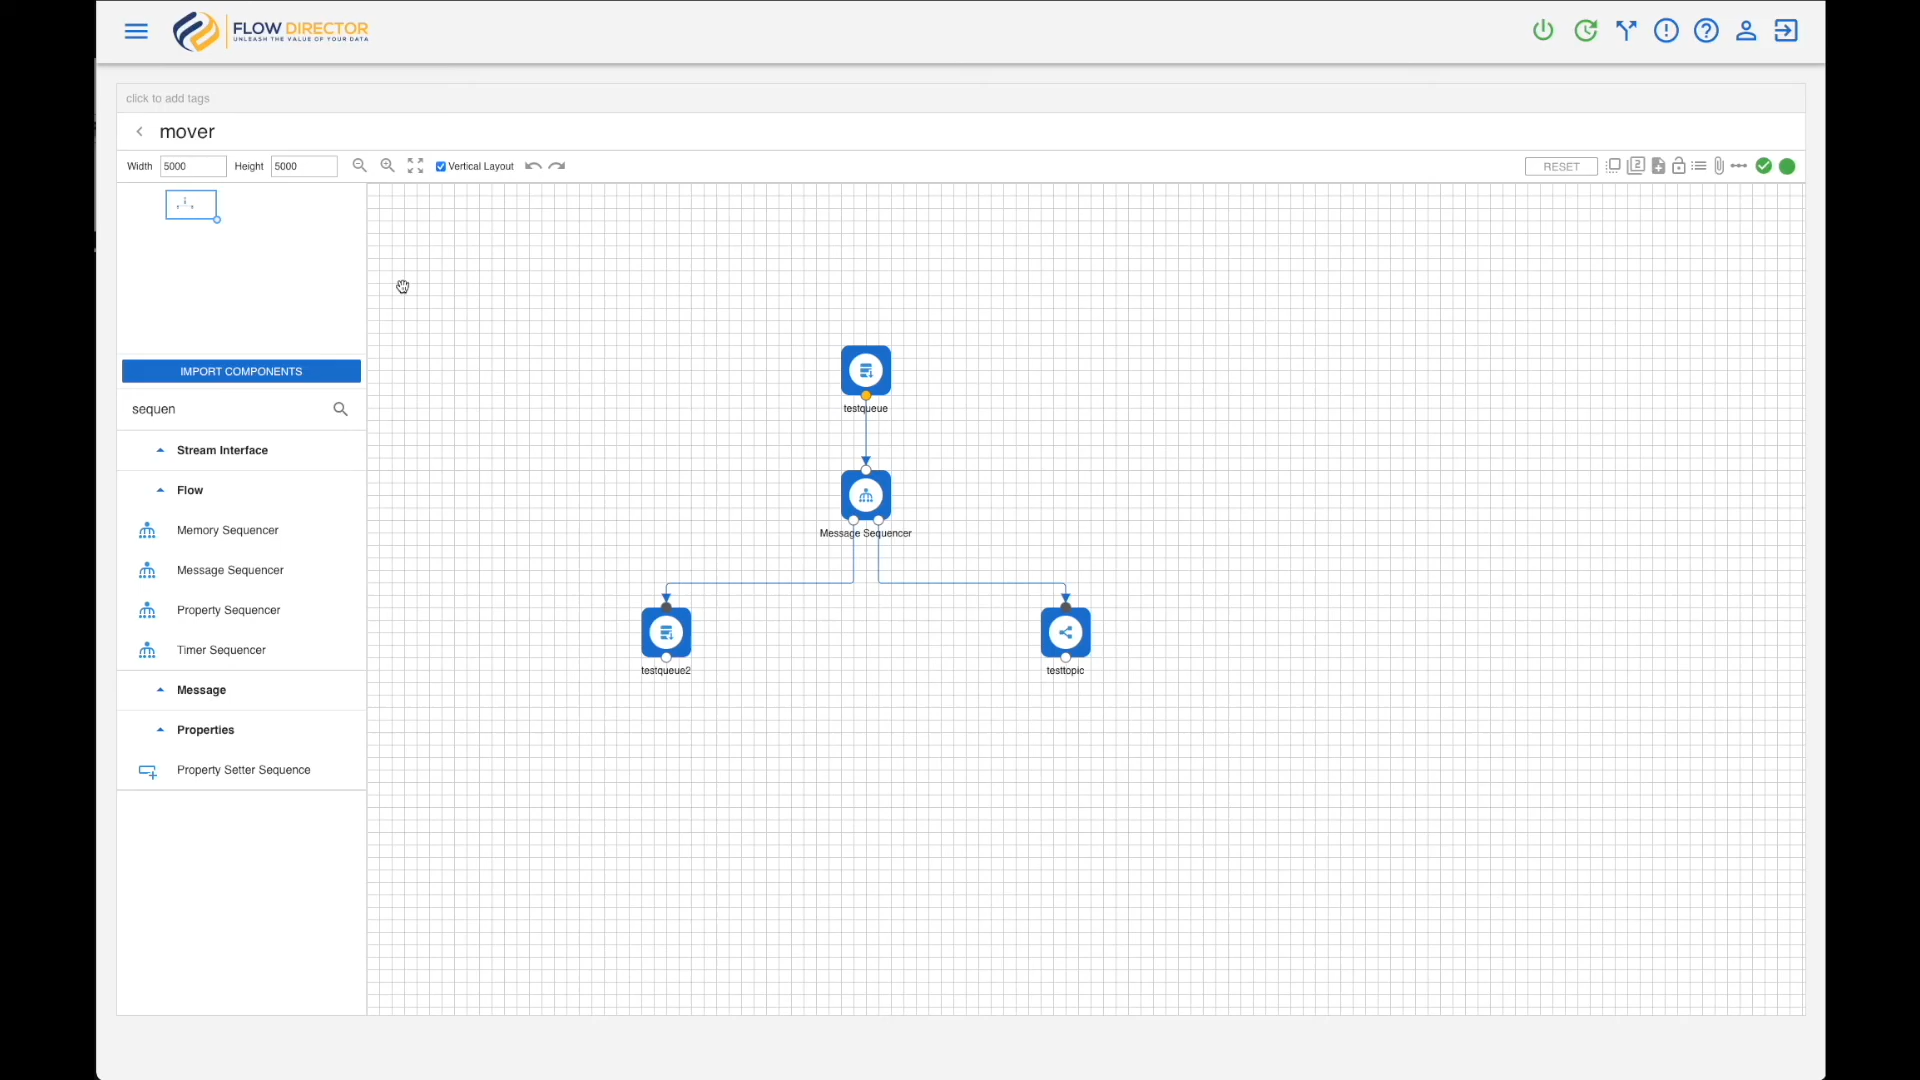 FLOW DIRECTOR
UNLEASH THE VALUE OF YOUR DATA
click to add tags
mover
Width 5000 Height 5000 Vertical Layout RESET
IMPORT COMPONENTS
sequen
Stream Interface
Flow
Memory Sequencer
Message Sequencer
Property Sequencer
Timer Sequencer
Message
Properties
Property Setter Sequence
testqueue
Message Sequencer
testqueue2
testtopic